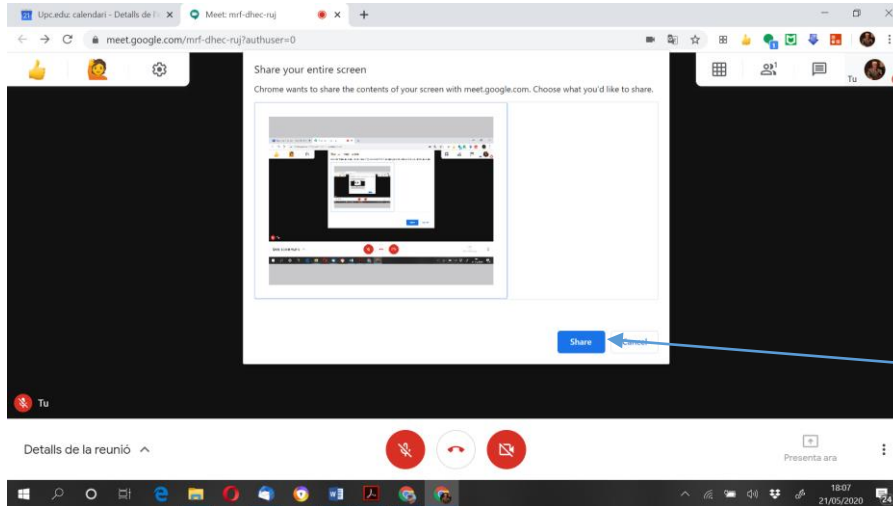 Upc.edu: calendari - Detalls de l'
Meet: mrf-dhec-ruj
meet.google.com/mrf-dhec-ruj?authuser=0
Share your entire screen
Chrome wants to share the contents of your screen with meet.google.com. Choose what you'd like to share.
1
Tu
Share
Cancel
Tu
Detalls de la reunió
Presenta ara
18:07
21/05/2020
24